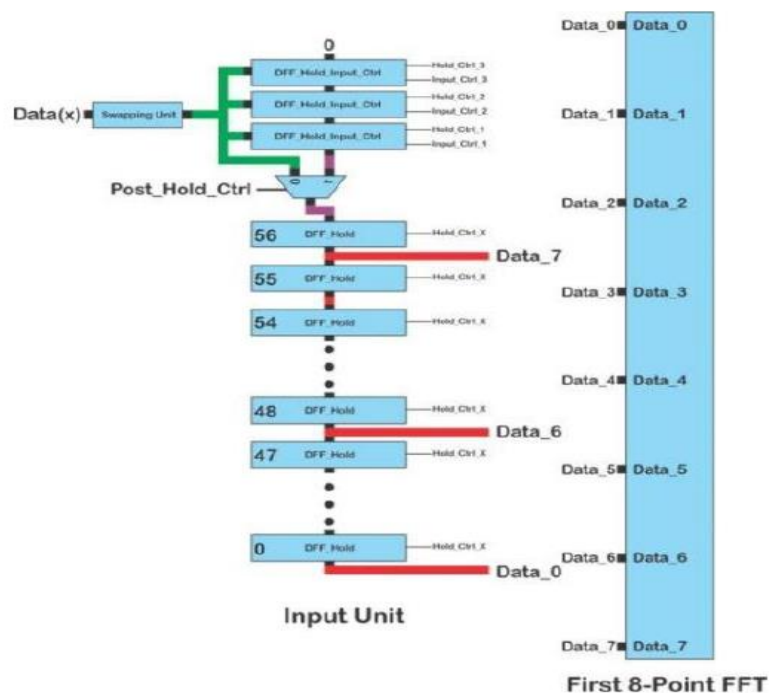 0
DFF_Hold_Input_Ctrl
Hold_Ctrl_3
Input_Ctrl_3
Data(x)
Swapping Unit
DFF_Hold_Input_Ctrl
Hold_Ctrl_2
Input_Ctrl_2
DFF_Hold_Input_Ctrl
Hold_Ctrl_1
Input_Ctrl_1
Post_Hold_Ctrl
0
1
56
DFF_Hold
Hold_Ctrl_X
Data_7
55
DFF_Hold
Hold_Ctrl_X
54
DFF_Hold
Hold_Ctrl_X
48
DFF_Hold
Hold_Ctrl_X
Data_6
47
DFF_Hold
Hold_Ctrl_X
0
DFF_Hold
Hold_Ctrl_X
Data_0
Input Unit
Data_0
Data_0
Data_1
Data_1
Data_2
Data_2
Data_3
Data_3
Data_4
Data_4
Data_5
Data_5
Data_6
Data_6
Data_7
Data_7
First 8-Point FFT